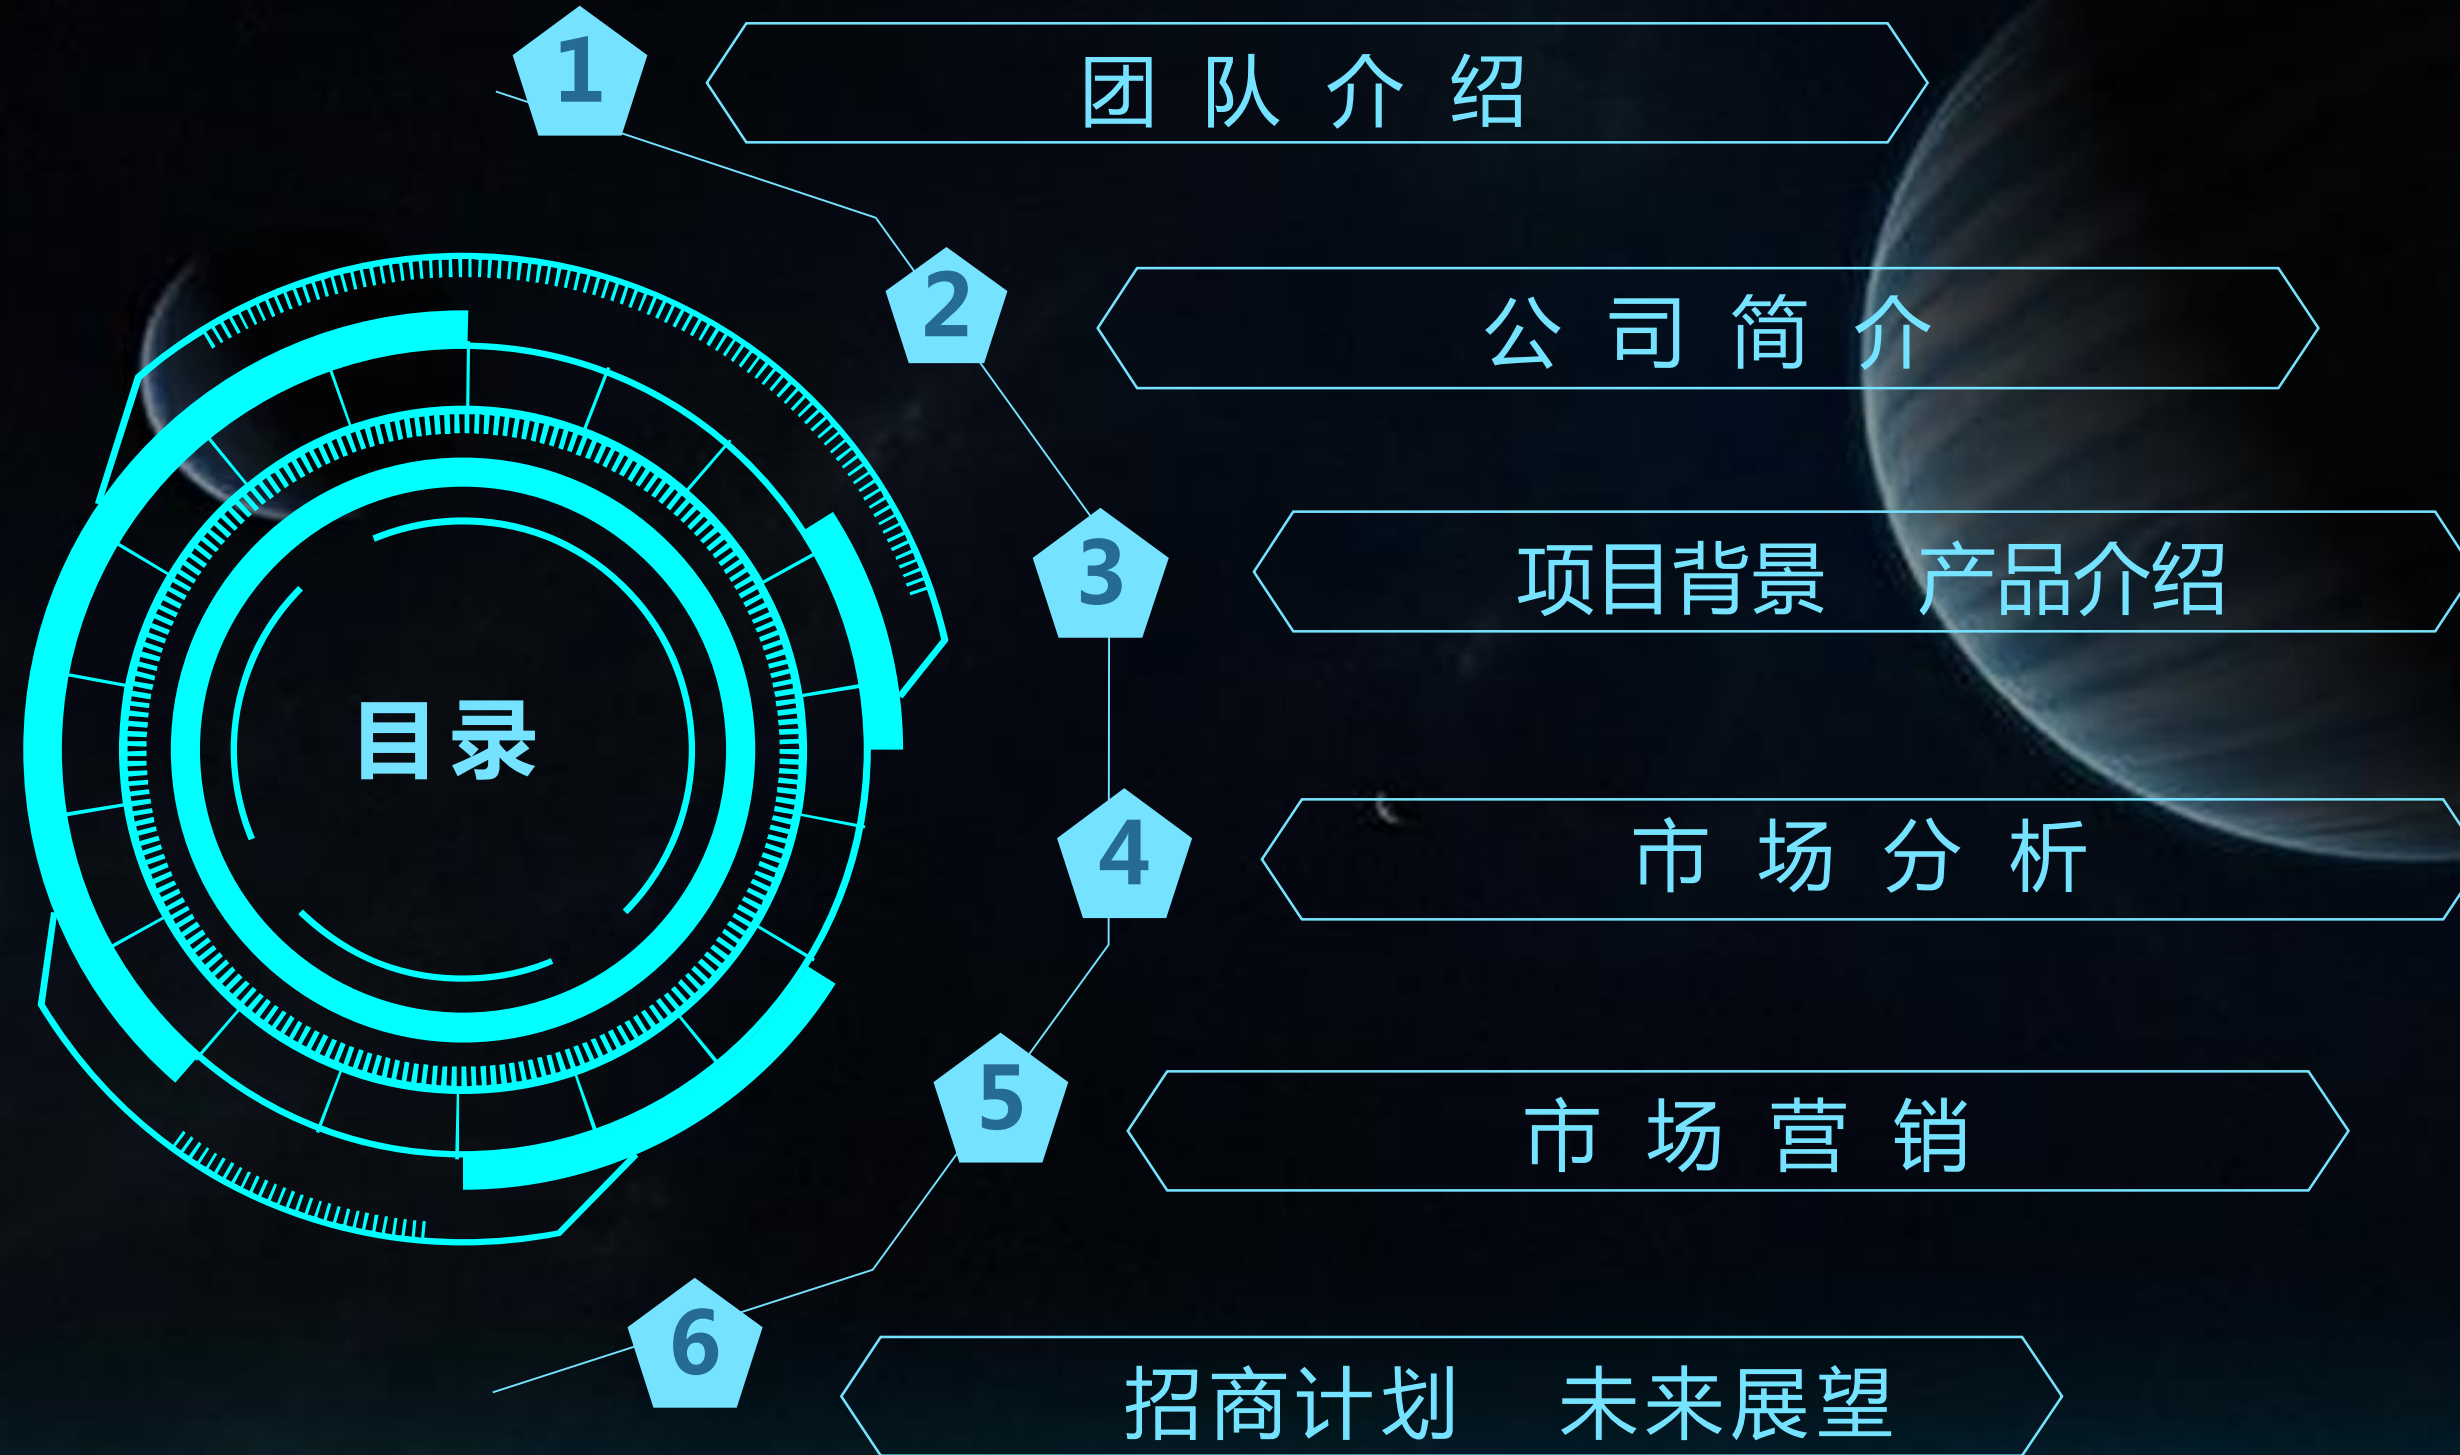 目录
1 团队介绍
2 公司简介
3 项目背景 产品介绍
4 市场分析
5 市场营销
6 招商计划 未来展望